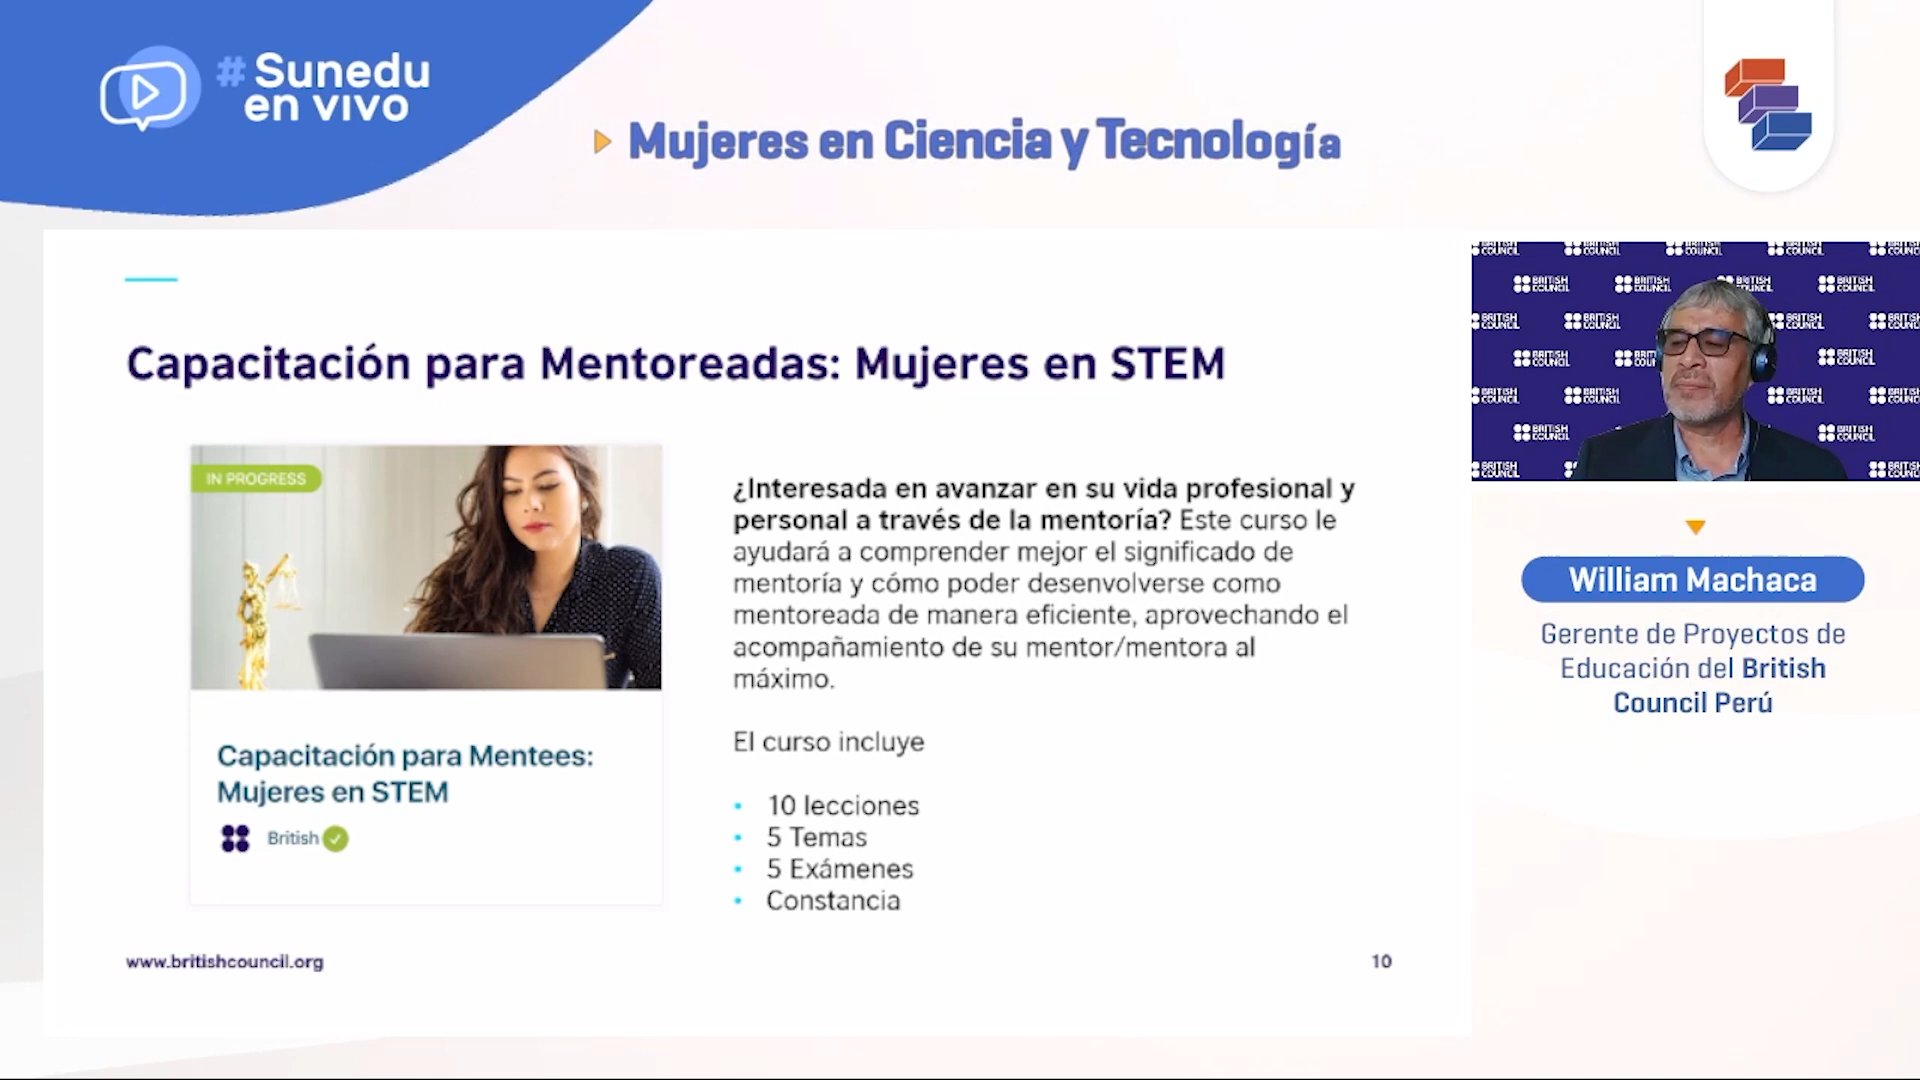 # Sunedu
en vivo
Mujeres en Ciencia y Tecnología
Capacitación para Mentoreadas: Mujeres en STEM
IN PROGRESS
Capacitación para Mentees:
Mujeres en STEM
British
¿Interesada en avanzar en su vida profesional y
personal a través de la mentoría? Este curso le
ayudará a comprender mejor el significado de
mentoría y cómo poder desenvolverse como
mentoreada de manera eficiente, aprovechando el
acompañamiento de su mentor/mentora al
máximo.
El curso incluye
• 10 lecciones
• 5 Temas
• 5 Exámenes
• Constancia
www.britishcouncil.org
10
BRITISH
COUNCIL
William Machaca
Gerente de Proyectos de
Educación del British
Council Perú